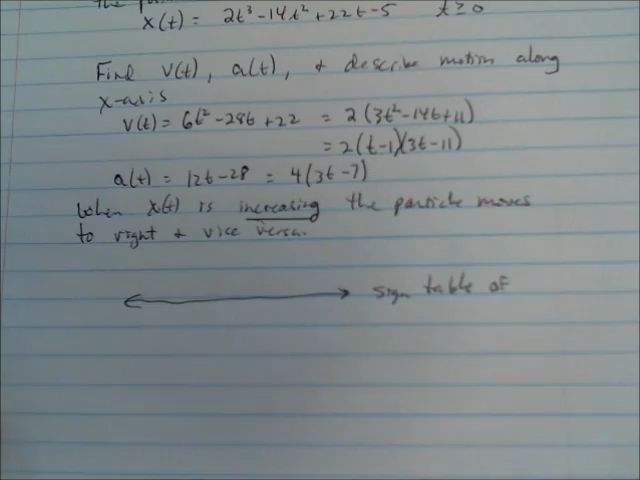 the
x(t) = 2t³-14t²+22t-5 t≥0
Find v(t), a(t), & describe motion along
x-axis
v(t) = 6t²-28t+22 = 2(3t²-14t+11)
= 2(t-1)(3t-11)
a(t) = 12t-28 = 4(3t-7)
When x(t) is increasing the particle moves
to right & vice versa.
sign table of